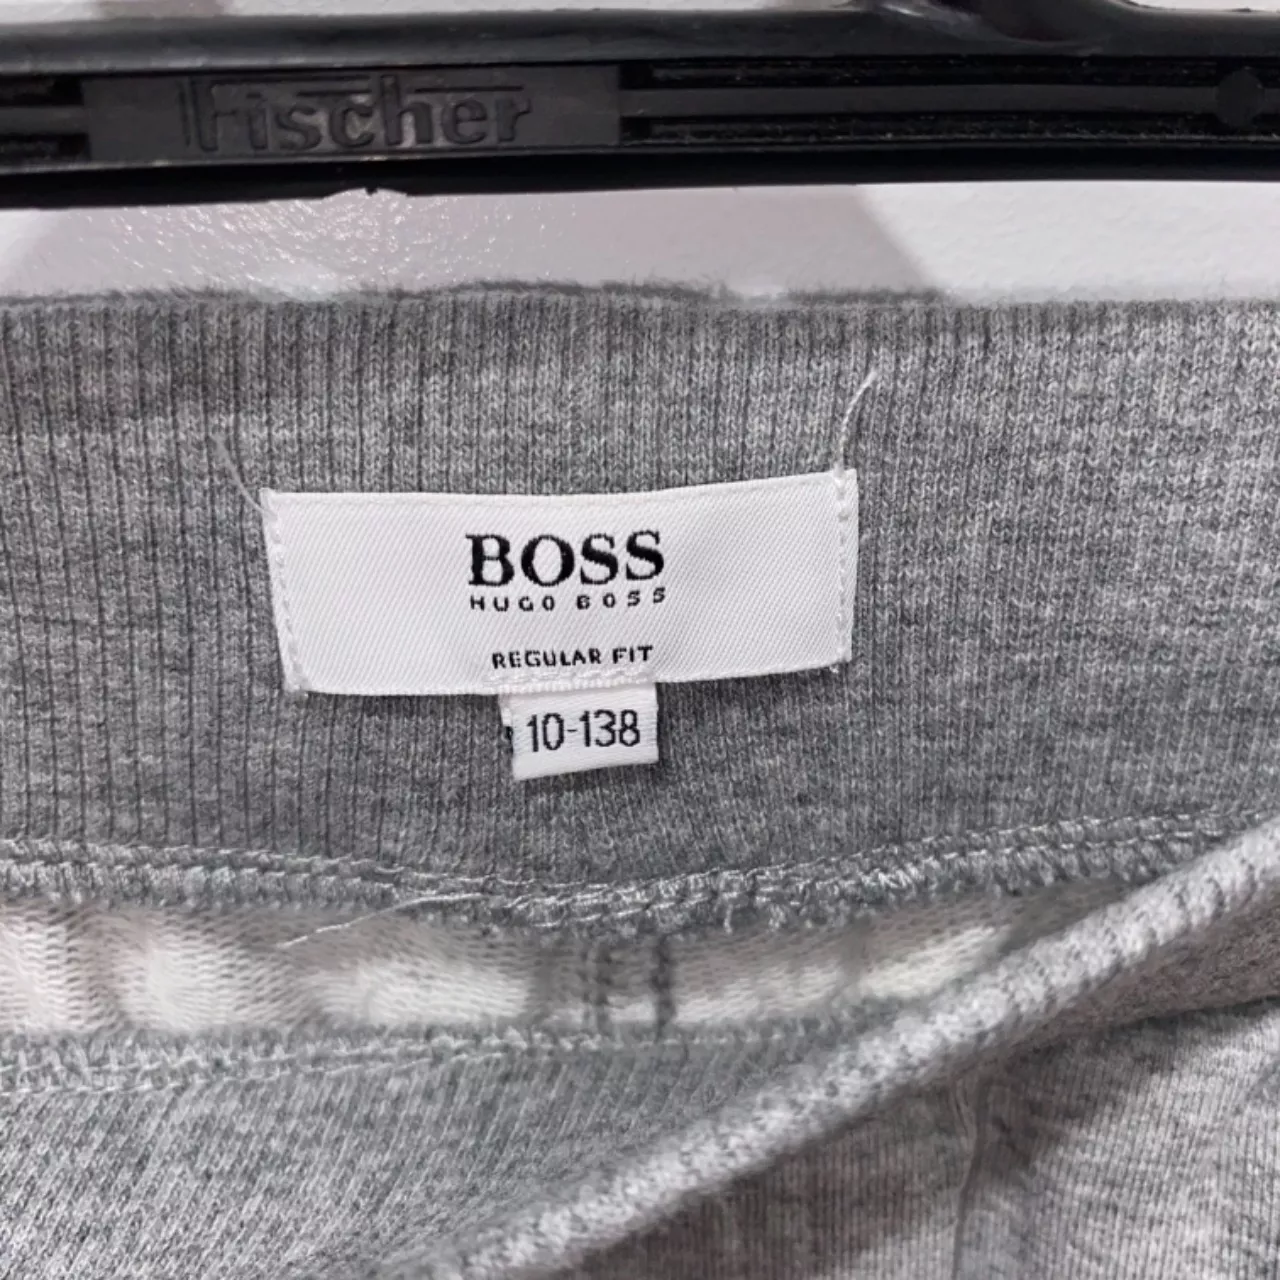 Fischer
BOSS
HUGO BOSS
REGULAR FIT
10-138